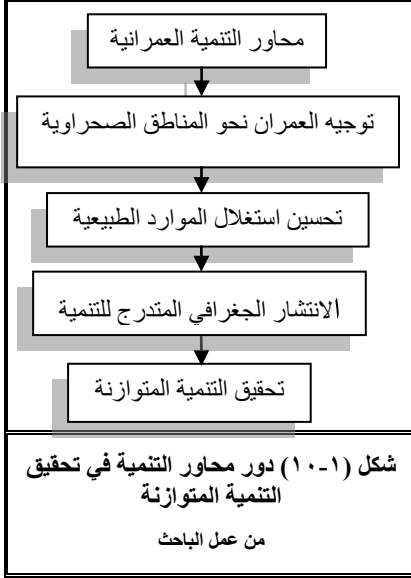 محاور التنمية العمرانية
توجيه العمران نحو المناطق الصحراوية
تحسين استغلال الموارد الطبيعية
الانتشار الجغرافي المتدرج للتنمية
تحقيق التنمية المتوازنة
شكل (١-١٠) دور محاور التنمية في تحقيق
التنمية المتوازنة
من عمل الباحث